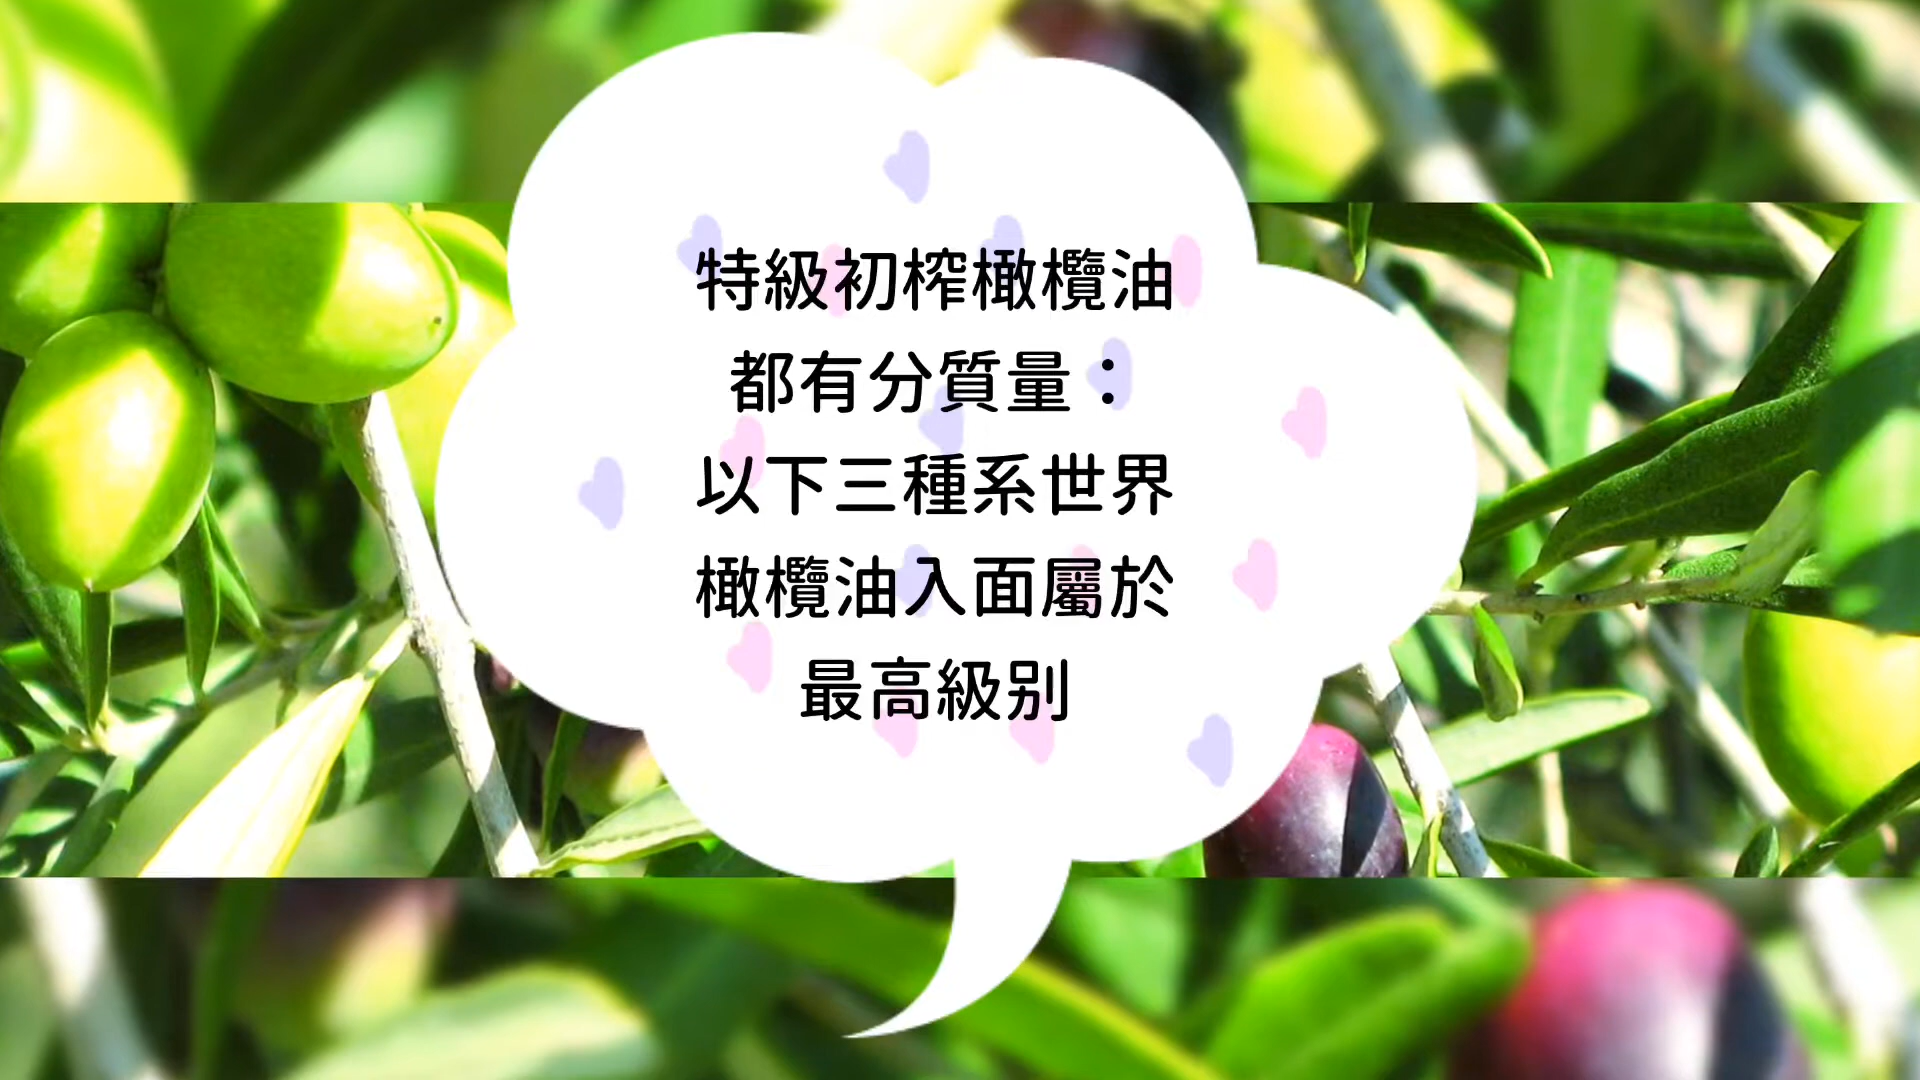 特級初榨橄欖油
都有分質量：
以下三種系世界
橄欖油入面屬於
最高級别